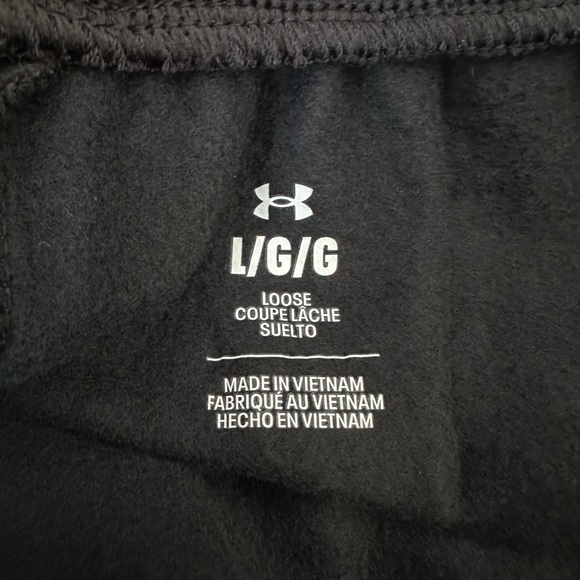 L/G/G
LOOSE
COUPE LÂCHE
SUELTO
MADE IN VIETNAM
FABRIQUÉ AU VIETNAM
HECHO EN VIETNAM